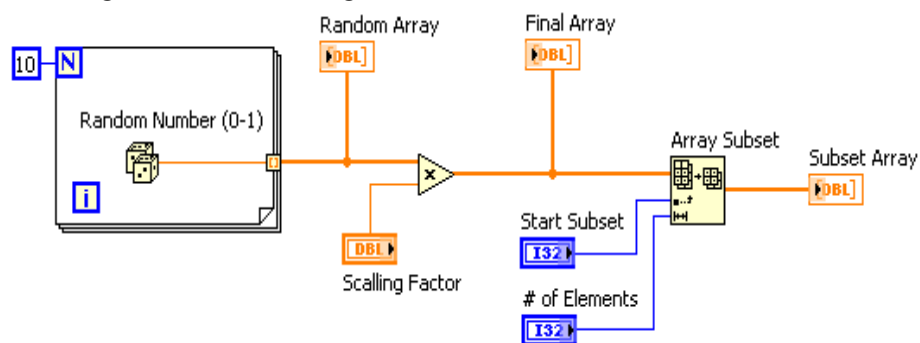 Random Array
Final Array
DBL]
DBL]
10
N
Random Number (0-1)
i
x
Array Subset
Subset Array
DBL]
Start Subset
I32
DBL
Scalling Factor
# of Elements
I32